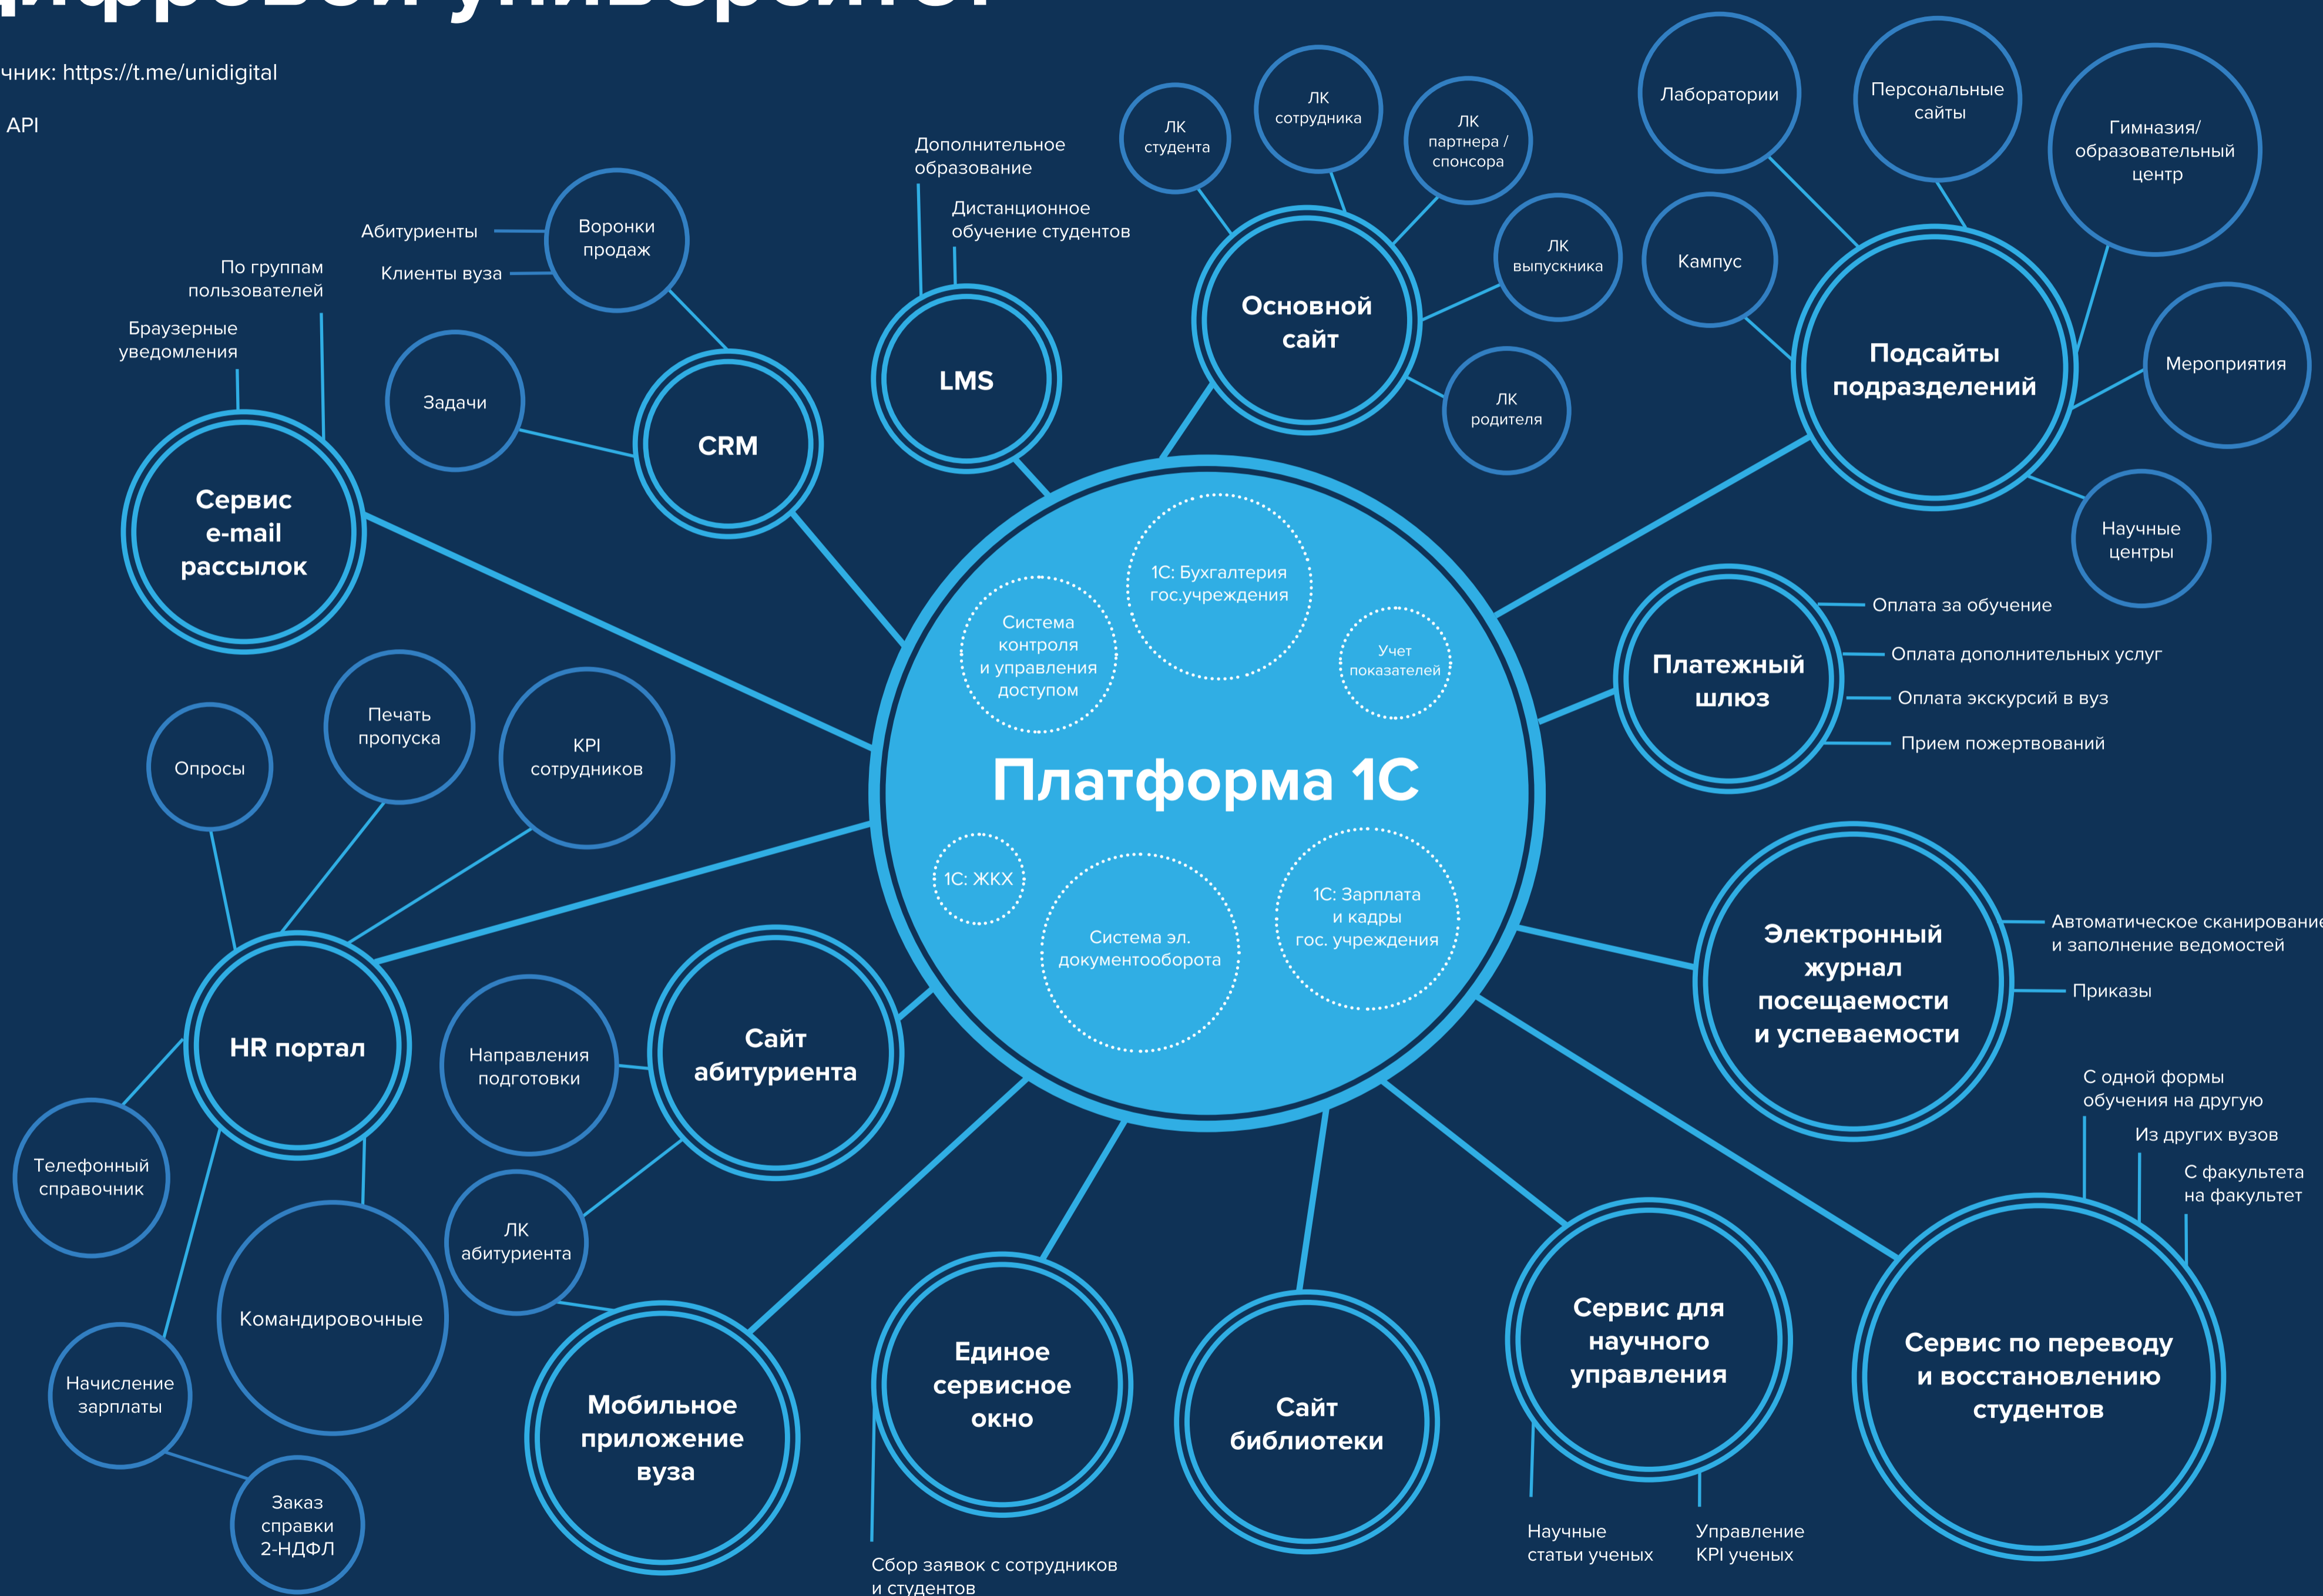 цифровой университет
чник: https://t.me/unidigital
API
Дополнительное
образование
Дистанционное
обучение студентов
LMS
ЛК
студента
ЛК
сотрудника
ЛК
партнера /
спонсора
ЛК
выпускника
ЛК
родителя
Основной
сайт
Лаборатории
Персональные
сайты
Гимназия/
образовательный
центр
Кампус
Мероприятия
Научные
центры
Подсайты
подразделений
Абитуриенты
Клиенты вуза
Воронки
продаж
Задачи
CRM
По группам
пользователей
Браузерные
уведомления
Сервис
e-mail
рассылок
1С: Бухгалтерия
гос.учреждения
Система
контроля
и управления
доступом
Учет
показателей
Платформа 1С
1С: ЖКХ
Система эл.
документооборота
1С: Зарплата
и кадры
гос. учреждения
Платежный
шлюз
Оплата за обучение
Оплата дополнительных услуг
Оплата экскурсий в вуз
Прием пожертвований
Опросы
Печать
пропуска
KPI
сотрудников
HR портал
Телефонный
справочник
Командировочные
Начисление
зарплаты
Заказ
справки
2-НДФЛ
Направления
подготовки
ЛК
абитуриента
Сайт
абитуриента
Электронный
журнал
посещаемости
и успеваемости
Автоматическое сканирование
и заполнение ведомостей
Приказы
С одной формы
обучения на другую
Из других вузов
С факультета
на факультет
Сервис по переводу
и восстановлению
студентов
Мобильное
приложение
вуза
Единое
сервисное
окно
Сбор заявок с сотрудников
и студентов
Сайт
библиотеки
Сервис для
научного
управления
Научные
статьи ученых
Управление
KPI ученых